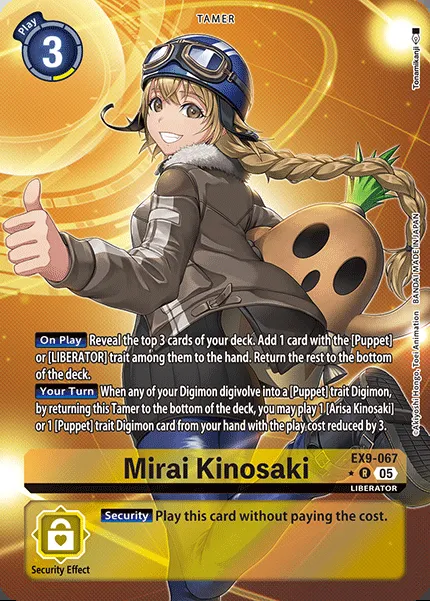 TAMER
Play
3
Tonamikanji
On Play Reveal the top 3 cards of your deck. Add 1 card with the [Puppet]
or [LIBERATOR] trait among them to the hand. Return the rest to the bottom
of the deck.
Your Turn When any of your Digimon digivolve into a [Puppet] trait Digimon,
by returning this Tamer to the bottom of the deck, you may play 1 [Arisa Kinosaki]
or 1 [Puppet] trait Digimon card from your hand with the play cost reduced by 3.
©Akiyoshi Hongo, Toei Animation BANDAI MADE IN JAPAN
Mirai Kinosaki
EX9-067
★ R 05
LIBERATOR
Security Play this card without paying the cost.
Security Effect